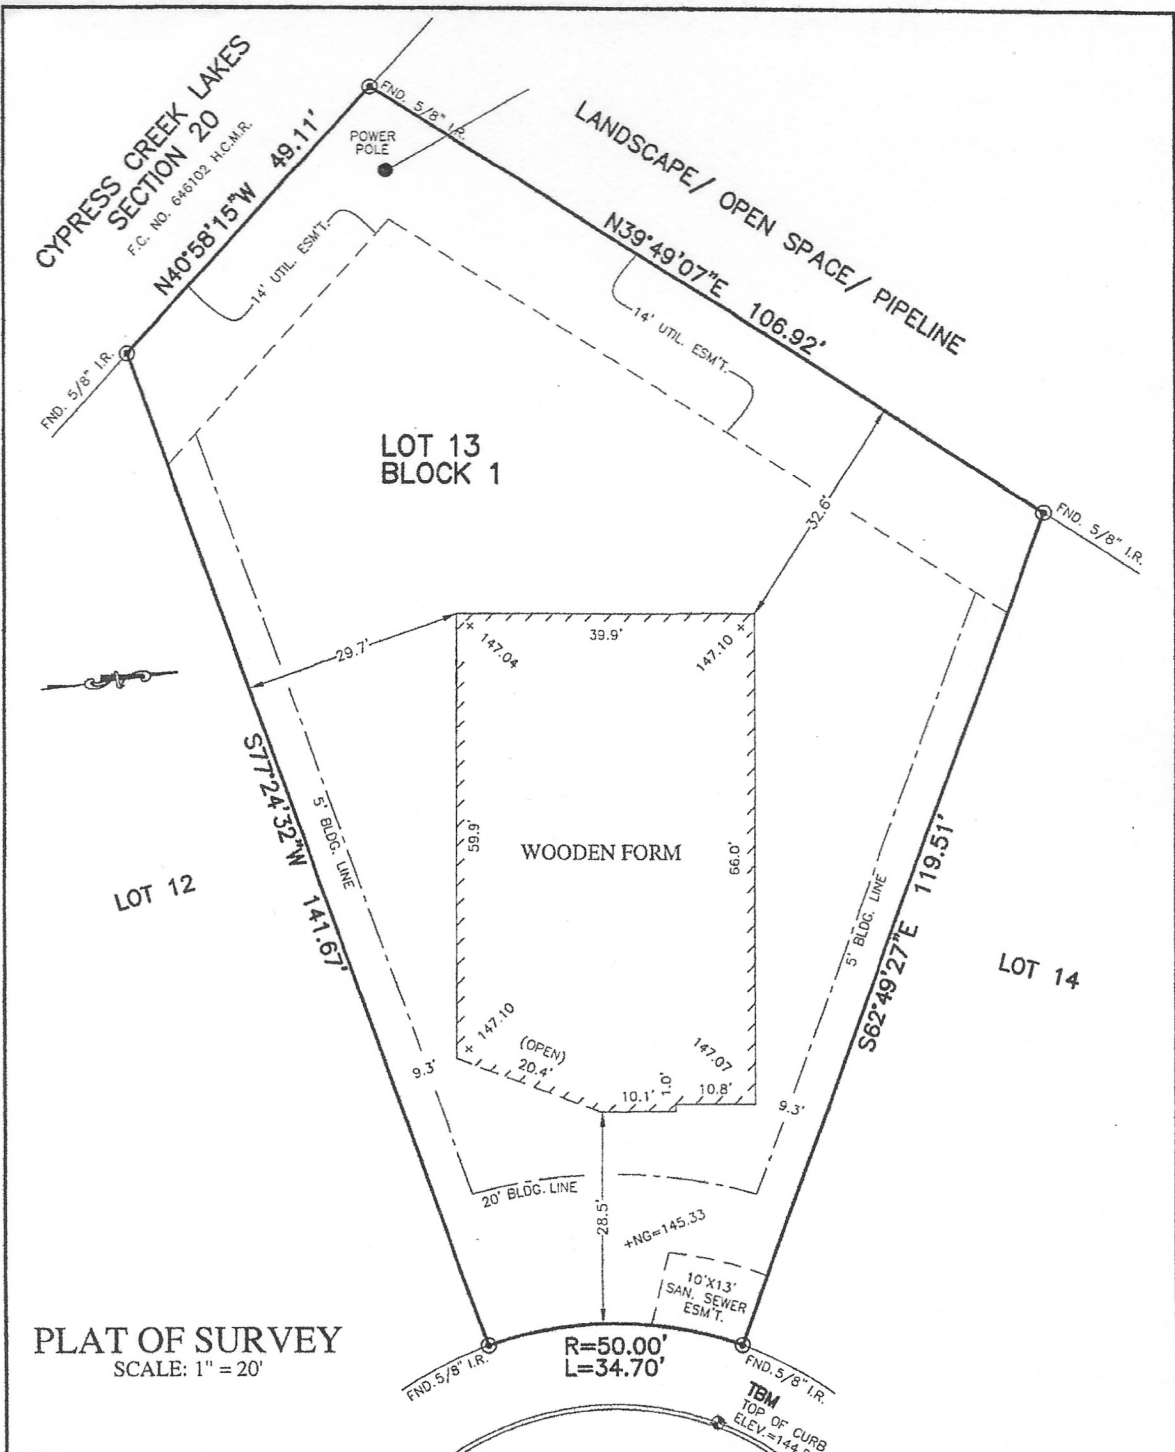 CYPRESS CREEK LAKES
SECTION 20
F.C. NO. 646102 H.C.M.R.
N40°58'15"W 49.11'
FND. 5/8" I.R.
POWER
POLE
LANDSCAPE/ OPEN SPACE/ PIPELINE
N39°49'07"E 106.92'
14' UTIL. ESM'T.
14' UTIL. ESM'T.
FND. 5/8" I.R.
LOT 13
BLOCK 1
32.6'
FND. 5/8" I.R.
39.9'
147.04
147.10
29.7'
S77°24'32"W 141.67'
5' BLDG. LINE
59.9'
WOODEN FORM
66.0'
5' BLDG. LINE
S62°49'27"E 119.51'
LOT 12
LOT 14
147.10
(OPEN)
20.4'
147.07
10.1'
1.0'
10.8'
9.3'
9.3'
20' BLDG. LINE
28.5'
+NG=145.33
10'X13'
SAN. SEWER
ESM'T.
PLAT OF SURVEY
SCALE: 1" = 20'
R=50.00'
L=34.70'
FND. 5/8" I.R.
FND. 5/8" I.R.
TBM
TOP OF CURB